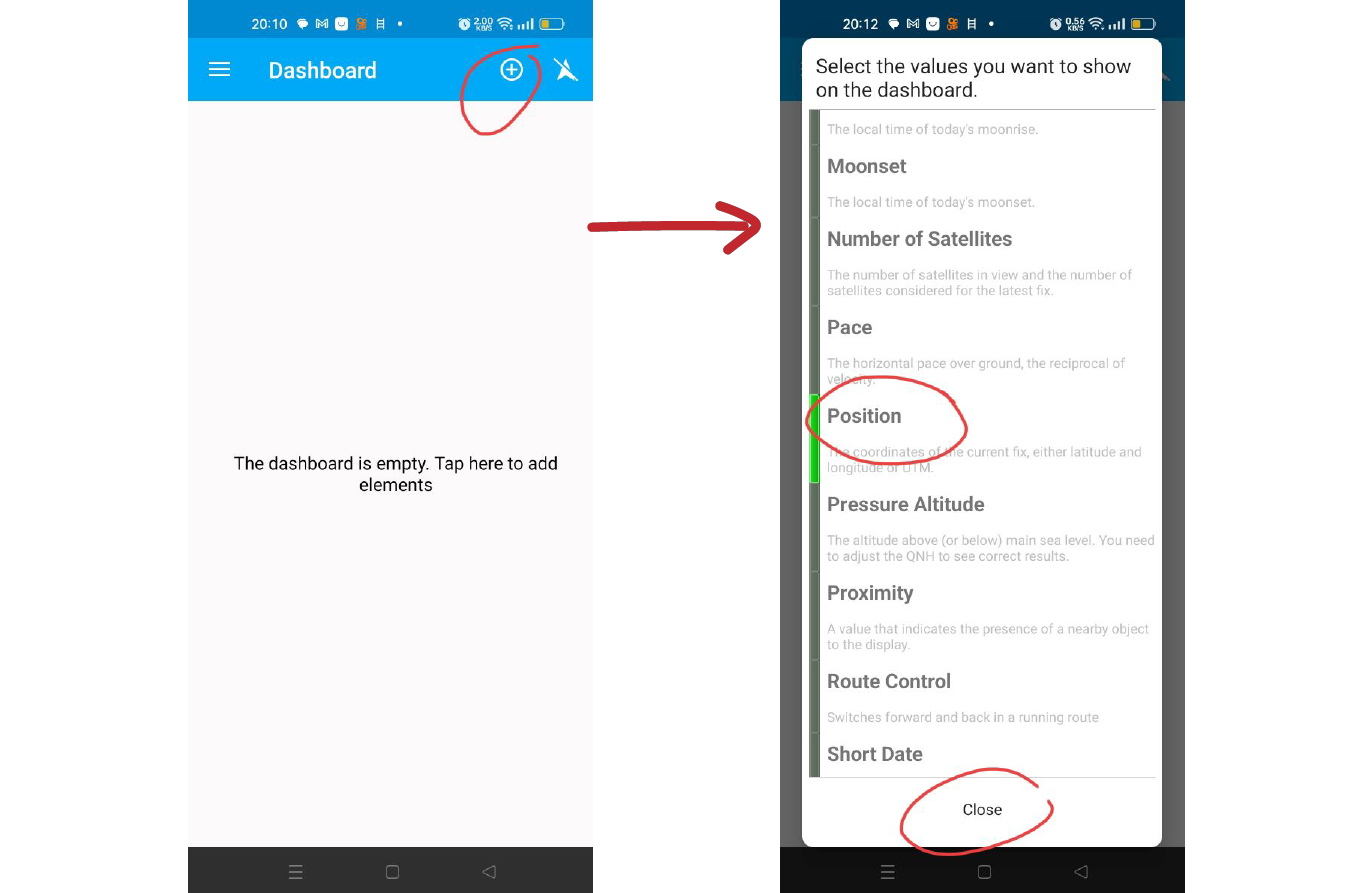 20:10
2.00 KB/S
Dashboard
The dashboard is empty. Tap here to add
elements
20:12
0.56 KB/S
Select the values you want to show
on the dashboard.
The local time of today's moonrise.
Moonset
The local time of today's moonset.
Number of Satellites
The number of satellites in view and the number of
satellites considered for the latest fix.
Pace
The horizontal pace over ground, the reciprocal of
velocity.
Position
The coordinates of the current fix, either latitude and
longitude or UTM.
Pressure Altitude
The altitude above (or below) main sea level. You need
to adjust the QNH to see correct results.
Proximity
A value that indicates the presence of a nearby object
to the display.
Route Control
Switches forward and back in a running route
Short Date
Close